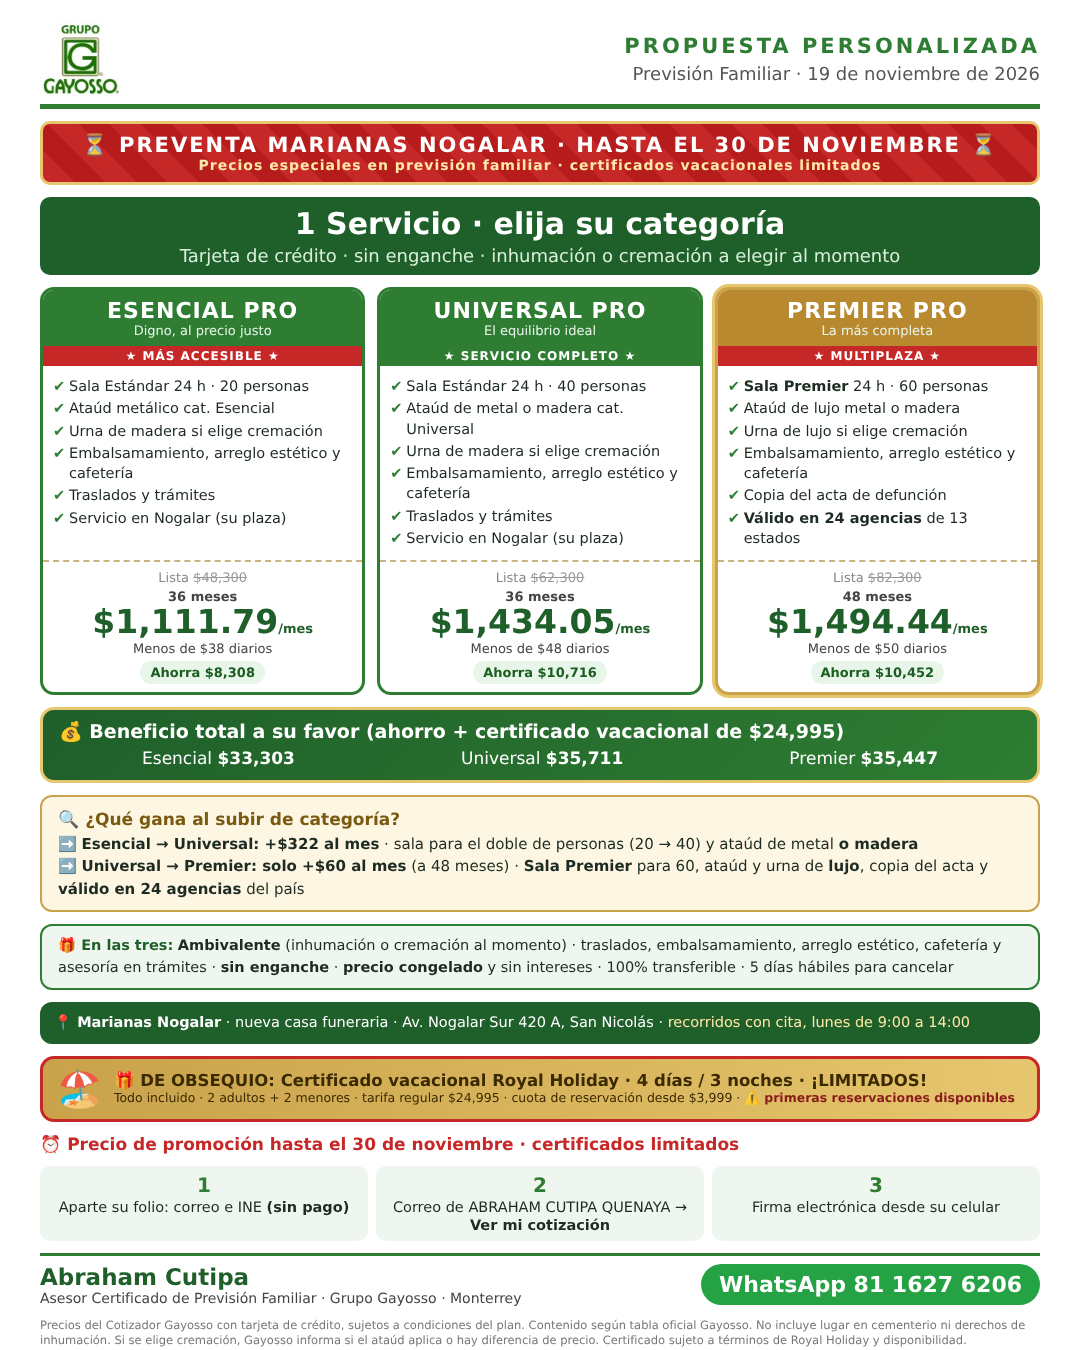 GRUPO
GAYOSSO
PROPUESTA PERSONALIZADA
Previsión Familiar · 19 de noviembre de 2026
⏳ PREVENTA MARIANAS NOGALAR · HASTA EL 30 DE NOVIEMBRE ⏳
Precios especiales en previsión familiar · certificados vacacionales limitados
1 Servicio · elija su categoría
Tarjeta de crédito · sin enganche · inhumación o cremación a elegir al momento
ESENCIAL PRO
Digno, al precio justo
★ MÁS ACCESIBLE ★
✔ Sala Estándar 24 h · 20 personas
✔ Ataúd metálico cat. Esencial
✔ Urna de madera si elige cremación
✔ Embalsamamiento, arreglo estético y
cafetería
✔ Traslados y trámites
✔ Servicio en Nogalar (su plaza)
Lista $48,300
36 meses
$1,111.79/mes
Menos de $38 diarios
Ahorra $8,308
UNIVERSAL PRO
El equilibrio ideal
★ SERVICIO COMPLETO ★
✔ Sala Estándar 24 h · 40 personas
✔ Ataúd de metal o madera cat.
Universal
✔ Urna de madera si elige cremación
✔ Embalsamamiento, arreglo estético y
cafetería
✔ Traslados y trámites
✔ Servicio en Nogalar (su plaza)
Lista $62,300
36 meses
$1,434.05/mes
Menos de $48 diarios
Ahorra $10,716
PREMIER PRO
La más completa
★ MULTIPLAZA ★
✔ Sala Premier 24 h · 60 personas
✔ Ataúd de lujo metal o madera
✔ Urna de lujo si elige cremación
✔ Embalsamamiento, arreglo estético y
cafetería
✔ Copia del acta de defunción
✔ Válido en 24 agencias de 13
estados
Lista $82,300
48 meses
$1,494.44/mes
Menos de $50 diarios
Ahorra $10,452
💰 Beneficio total a su favor (ahorro + certificado vacacional de $24,995)
Esencial $33,303 Universal $35,711 Premier $35,447
🔍 ¿Qué gana al subir de categoría?
➡️ Esencial → Universal: +$322 al mes · sala para el doble de personas (20 → 40) y ataúd de metal o madera
➡️ Universal → Premier: solo +$60 al mes (a 48 meses) · Sala Premier para 60, ataúd y urna de lujo, copia del acta y
válido en 24 agencias del país
🎁 En las tres: Ambivalente (inhumación o cremación al momento) · traslados, embalsamamiento, arreglo estético, cafetería y
asesoría en trámites · sin enganche · precio congelado y sin intereses · 100% transferible · 5 días hábiles para cancelar
📍 Marianas Nogalar · nueva casa funeraria · Av. Nogalar Sur 420 A, San Nicolás · recorridos con cita, lunes de 9:00 a 14:00
🎁 DE OBSEQUIO: Certificado vacacional Royal Holiday · 4 días / 3 noches · ¡LIMITADOS!
Todo incluido · 2 adultos + 2 menores · tarifa regular $24,995 · cuota de reservación desde $3,999 · ⚠️ primeras reservaciones disponibles
⏰ Precio de promoción hasta el 30 de noviembre · certificados limitados
1
Aparte su folio: correo e INE (sin pago)
2
Correo de ABRAHAM CUTIPA QUENAYA →
Ver mi cotización
3
Firma electrónica desde su celular
Abraham Cutipa
Asesor Certificado de Previsión Familiar · Grupo Gayosso · Monterrey
WhatsApp 81 1627 6206
Precios del Cotizador Gayosso con tarjeta de crédito, sujetos a condiciones del plan. Contenido según tabla oficial Gayosso. No incluye lugar en cementerio ni derechos de
inhumación. Si se elige cremación, Gayosso informa si el ataúd aplica o hay diferencia de precio. Certificado sujeto a términos de Royal Holiday y disponibilidad.